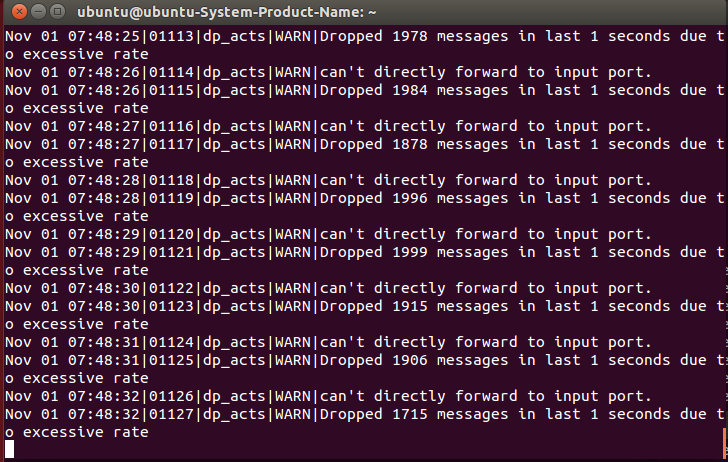 ubuntu@ubuntu-System-Product-Name: ~
Nov 01 07:48:25|01113|dp_acts|WARN|Dropped 1978 messages in last 1 seconds due t
o excessive rate
Nov 01 07:48:26|01114|dp_acts|WARN|can't directly forward to input port.
Nov 01 07:48:26|01115|dp_acts|WARN|Dropped 1984 messages in last 1 seconds due t
o excessive rate
Nov 01 07:48:27|01116|dp_acts|WARN|can't directly forward to input port.
Nov 01 07:48:27|01117|dp_acts|WARN|Dropped 1878 messages in last 1 seconds due t
o excessive rate
Nov 01 07:48:28|01118|dp_acts|WARN|can't directly forward to input port.
Nov 01 07:48:28|01119|dp_acts|WARN|Dropped 1996 messages in last 1 seconds due t
o excessive rate
Nov 01 07:48:29|01120|dp_acts|WARN|can't directly forward to input port.
Nov 01 07:48:29|01121|dp_acts|WARN|Dropped 1999 messages in last 1 seconds due t
o excessive rate
Nov 01 07:48:30|01122|dp_acts|WARN|can't directly forward to input port.
Nov 01 07:48:30|01123|dp_acts|WARN|Dropped 1915 messages in last 1 seconds due t
o excessive rate
Nov 01 07:48:31|01124|dp_acts|WARN|can't directly forward to input port.
Nov 01 07:48:31|01125|dp_acts|WARN|Dropped 1906 messages in last 1 seconds due t
o excessive rate
Nov 01 07:48:32|01126|dp_acts|WARN|can't directly forward to input port.
Nov 01 07:48:32|01127|dp_acts|WARN|Dropped 1715 messages in last 1 seconds due t
o excessive rate